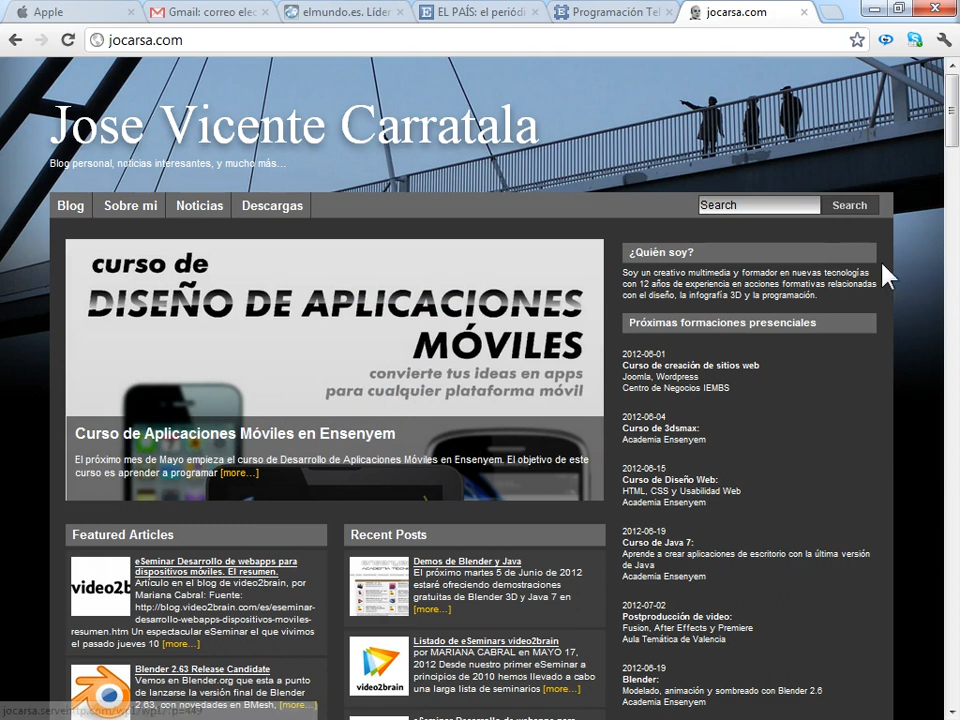 Apple
Gmail: correo elec
elmundo.es. Líder
EL PAÍS: el periódi
Programación Tel
jocarsa.com
jocarsa.com
Jose Vicente Carratala
Blog personal, noticias interesantes, y mucho más...
Blog Sobre mi Noticias Descargas
Search Search
curso de
DISEÑO DE APLICACIONES
MÓVILES
convierte tus ideas en apps
para cualquier plataforma móvil
Curso de Aplicaciones Móviles en Ensenyem
El próximo mes de Mayo empieza el curso de Desarrollo de Aplicaciones Móviles en Ensenyem. El objetivo de este
curso es aprender a programar [more...]
Featured Articles
video2b
eSeminar Desarrollo de webapps para
dispositivos móviles. El resumen.
Artículo en el blog de video2brain, por
Mariana Cabral: Fuente:
http://blog.video2brain.com/es/eseminar-
desarrollo-webapps-dispositivos-moviles-
resumen.htm Un espectacular eSeminar el que vivimos
el pasado jueves 10 [more...]
Blender 2.63 Release Candidate
Vemos en Blender.org que esta a punto
de lanzarse la versión final de Blender
2.63, con novedades en BMesh, [more...]
Recent Posts
Demos de Blender y Java
El próximo martes 5 de Junio de 2012
estaré ofreciendo demostraciones
gratuitas de Blender 3D y Java 7 en
[more...]
video2brain
Listado de eSeminars video2brain
por MARIANA CABRAL en MAYO 17,
2012 Desde nuestro primer eSeminar a
principios de 2010 hemos llevado a cabo
una larga lista de seminarios [more...]
¿Quién soy?
Soy un creativo multimedia y formador en nuevas tecnologías
con 12 años de experiencia en acciones formativas relacionadas
con el diseño, la infografía 3D y la programación.
Próximas formaciones presenciales
2012-06-01
Curso de creación de sitios web
Joomla, Wordpress
Centro de Negocios IEMBS
2012-06-04
Curso de 3dsmax:
Academia Ensenyem
2012-06-15
Curso de Diseño Web:
HTML, CSS y Usabilidad Web
Academia Ensenyem
2012-06-19
Curso de Java 7:
Aprende a crear aplicaciones de escritorio con la última versión
de Java
Academia Ensenyem
2012-07-02
Postproducción de video:
Fusion, After Effects y Premiere
Aula Temática de Valencia
2012-06-19
Blender:
Modelado, animación y sombreado con Blender 2.6
Academia Ensenyem